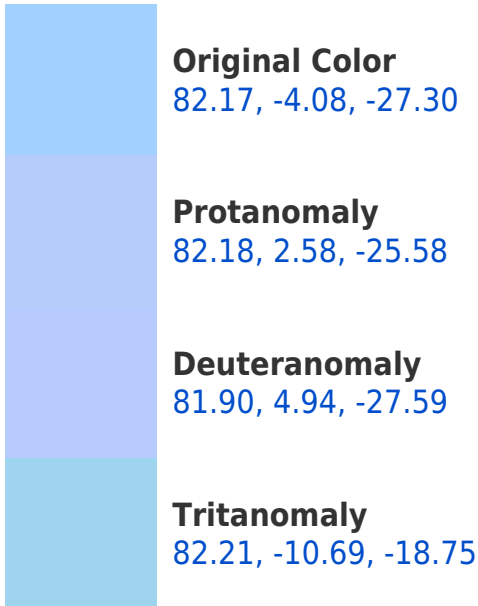 Original Color
82.17, -4.08, -27.30
Protanomaly
82.18, 2.58, -25.58
Deuteranomaly
81.90, 4.94, -27.59
Tritanomaly
82.21, -10.69, -18.75